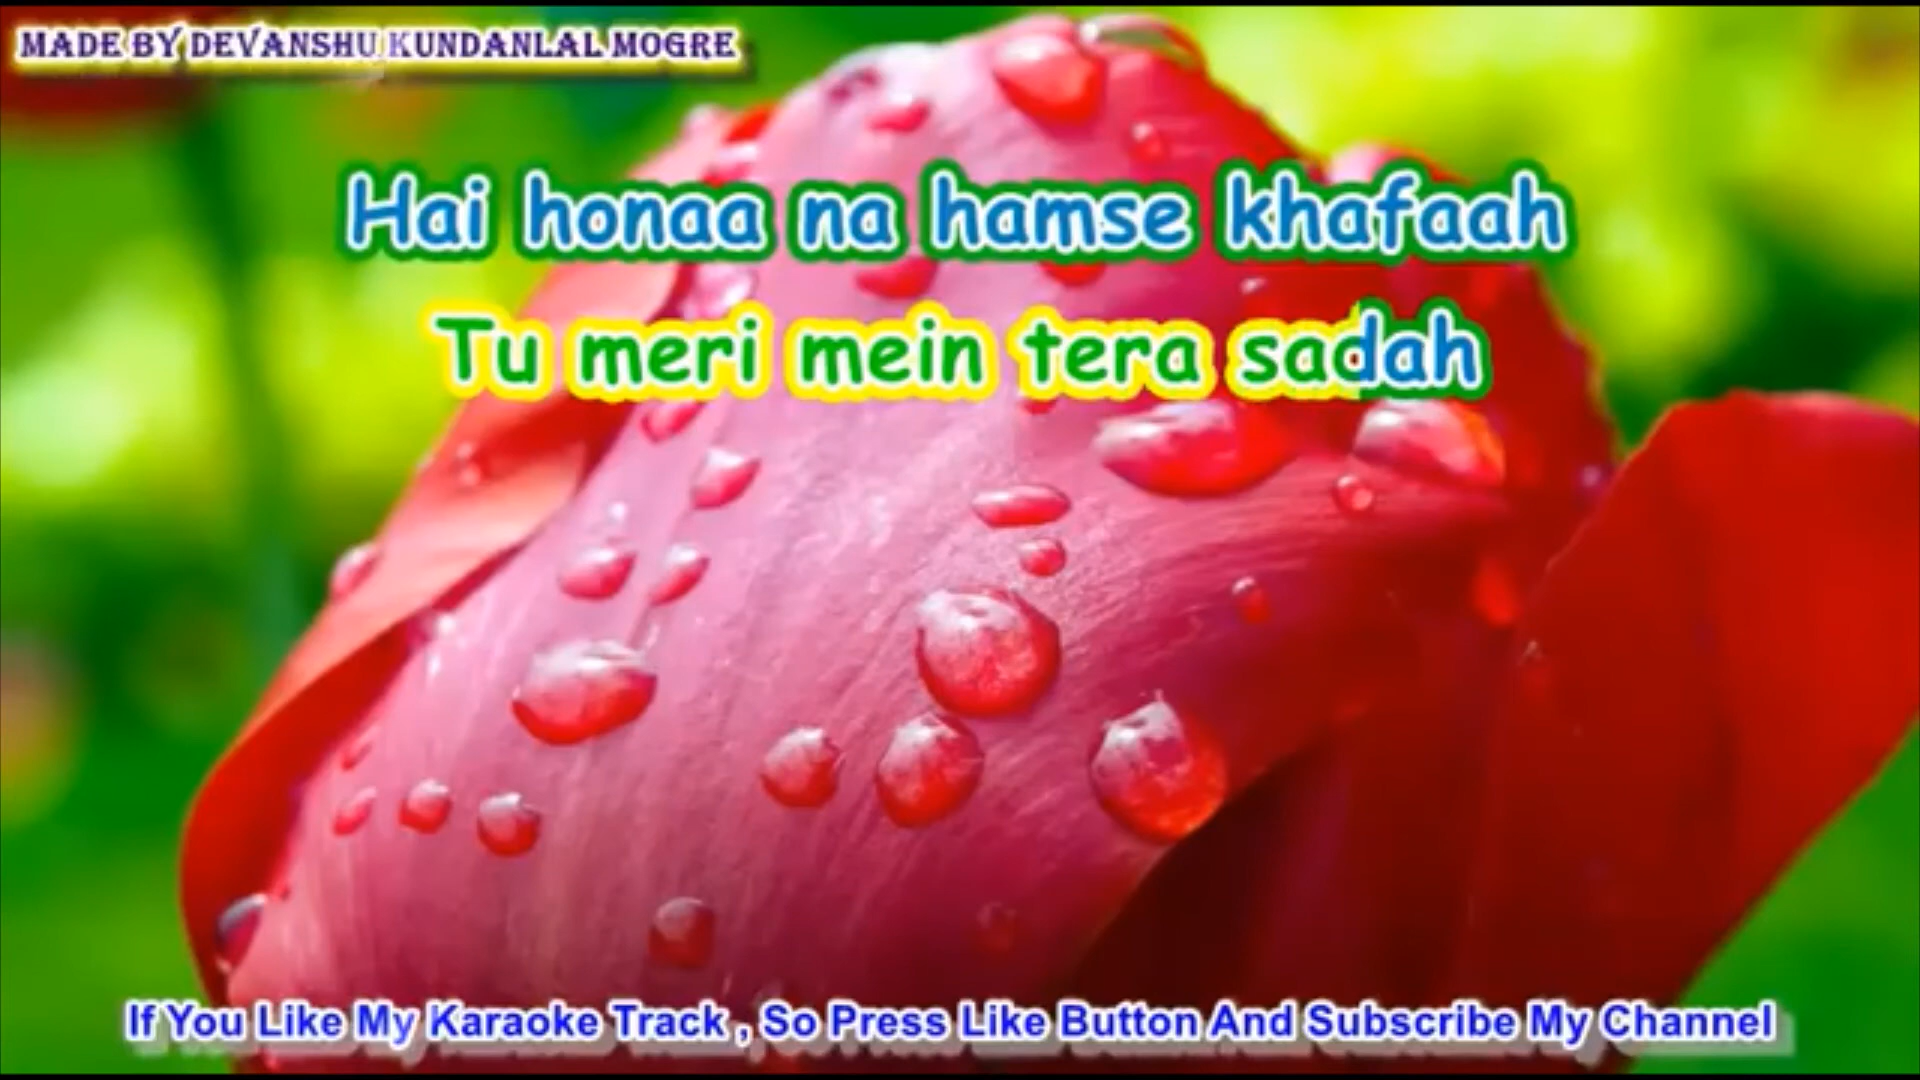 MADE BY DEVANSHU KUNDANLAL MOGRE
Hai honaa na hamse khafaah
Tu meri mein tera sadah
If You Like My Karaoke Track , So Press Like Button And Subscribe My Channel